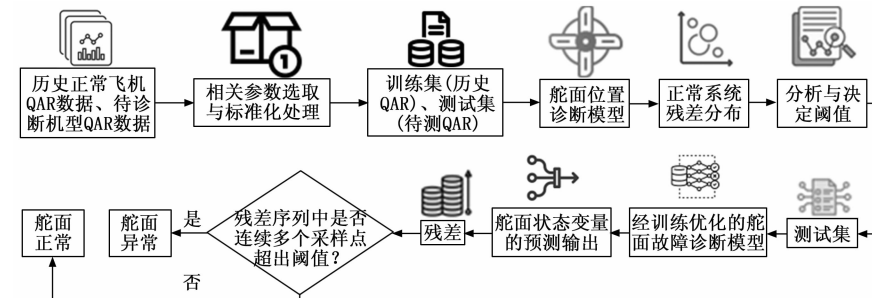 历史正常飞机
QAR数据、待诊
断机型QAR数据
相关参数选取
与标准化处理
训练集(历史
QAR)、测试集
(待测QAR)
舵面位置
诊断模型
正常系统
残差分布
分析与决
定阈值
测试集
经训练优化的舵
面故障诊断模型
舵面状态变量
的预测输出
残差
残差序列中是否
连续多个采样点
超出阈值？
是
舵面
异常
否
舵面
正常
1